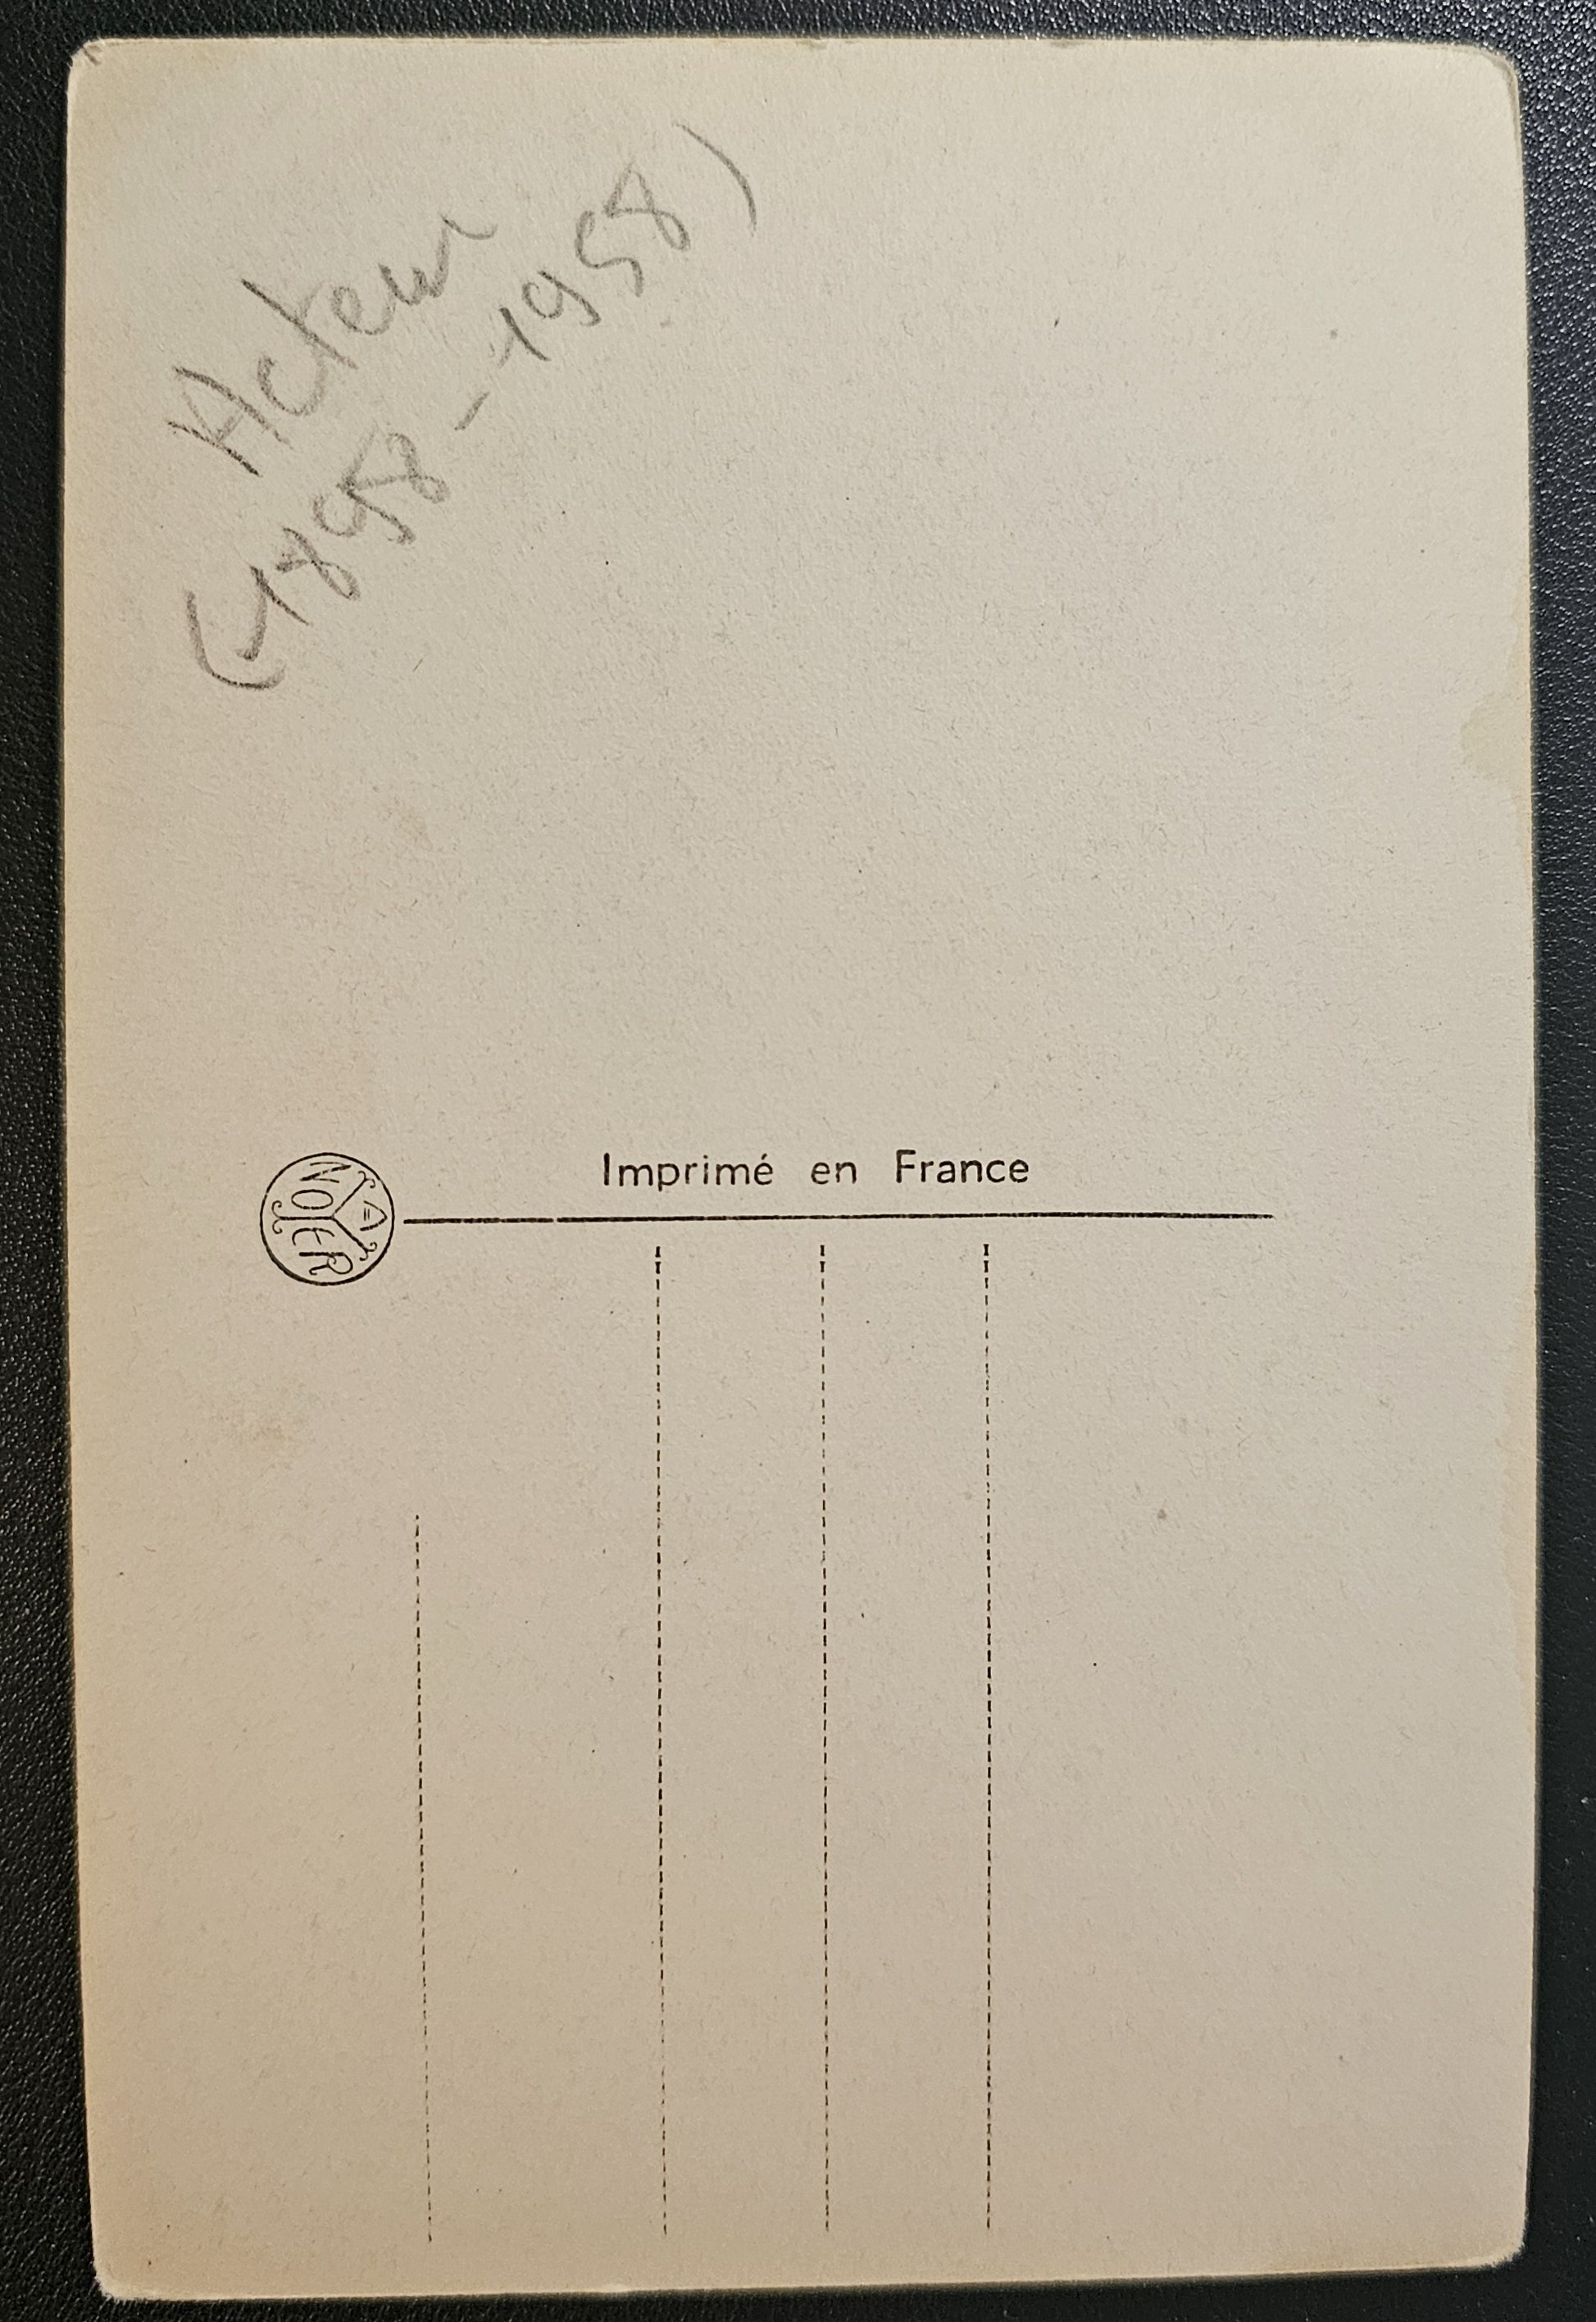 Acteur
(1898-1958)
Imprimé en France
A NOYER